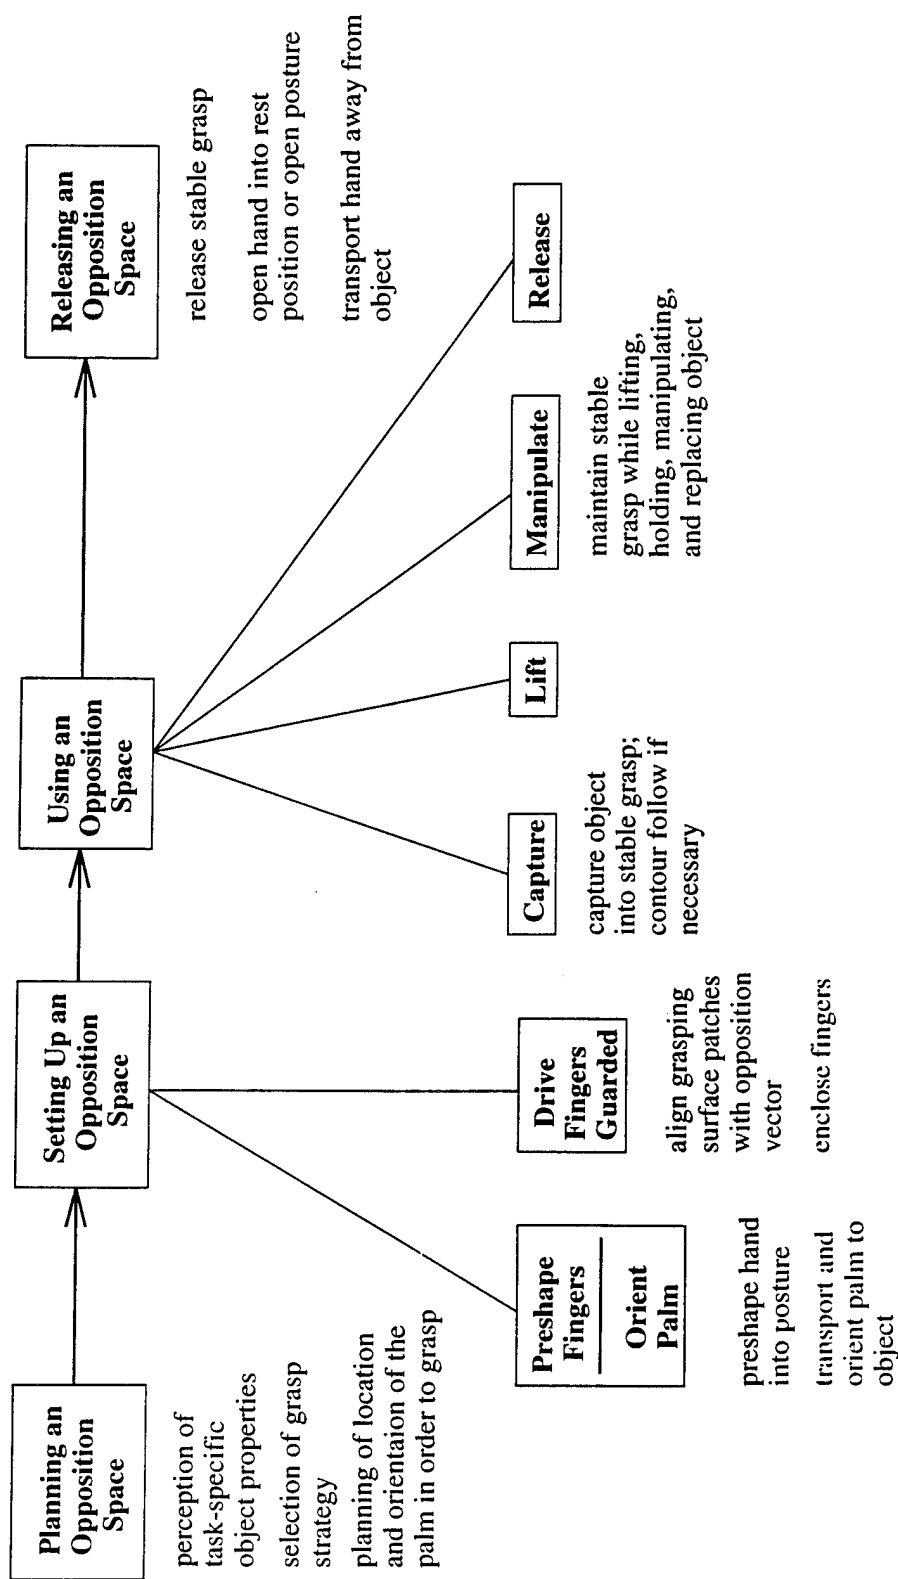 Planning an
Opposition
Space
perception of
task-specific
object properties
selection of grasp
strategy
planning of location
and orientaion of the
palm in order to grasp
Setting Up an
Opposition
Space
Preshape
Fingers
Orient
Palm
preshape hand
into posture
transport and
orient palm to
object
Drive
Fingers
Guarded
align grasping
surface patches
with opposition
vector
enclose fingers
Using an
Opposition
Space
Capture
capture object
into stable grasp;
contour follow if
necessary
Lift
Manipulate
maintain stable
grasp while lifting,
holding, manipulating,
and replacing object
Release
Releasing an
Opposition
Space
release stable grasp
open hand into rest
position or open posture
transport hand away from
object